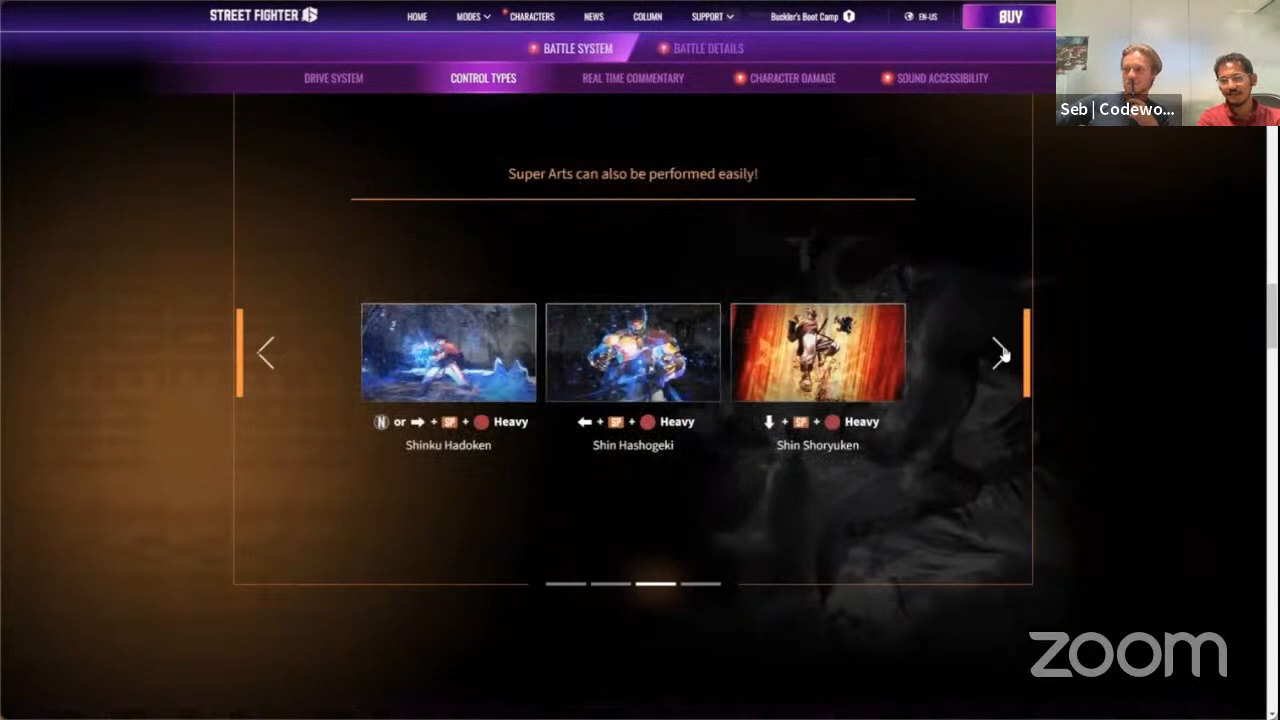 STREET FIGHTER 6
HOME MODES CHARACTERS NEWS COLUMN SUPPORT Buckler's Boot Camp EN-US BUY
BATTLE SYSTEM BATTLE DETAILS
DRIVE SYSTEM CONTROL TYPES REAL TIME COMMENTARY CHARACTER DAMAGE SOUND ACCESSIBILITY
Seb | Codewo...
Super Arts can also be performed easily!
N or + SP + Heavy
Shinku Hadoken
+ SP + Heavy
Shin Hashogeki
+ SP + Heavy
Shin Shoryuken
zoom